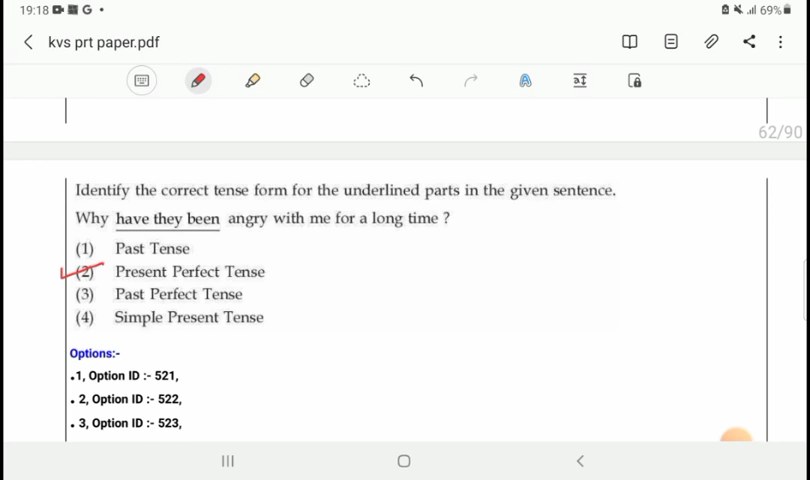 19:18 G • 69%
kvs prt paper.pdf
62/90
Identify the correct tense form for the underlined parts in the given sentence.
Why have they been angry with me for a long time ?
(1) Past Tense
(2) Present Perfect Tense
(3) Past Perfect Tense
(4) Simple Present Tense
Options:-
.1, Option ID :- 521,
. 2, Option ID :- 522,
. 3, Option ID :- 523,